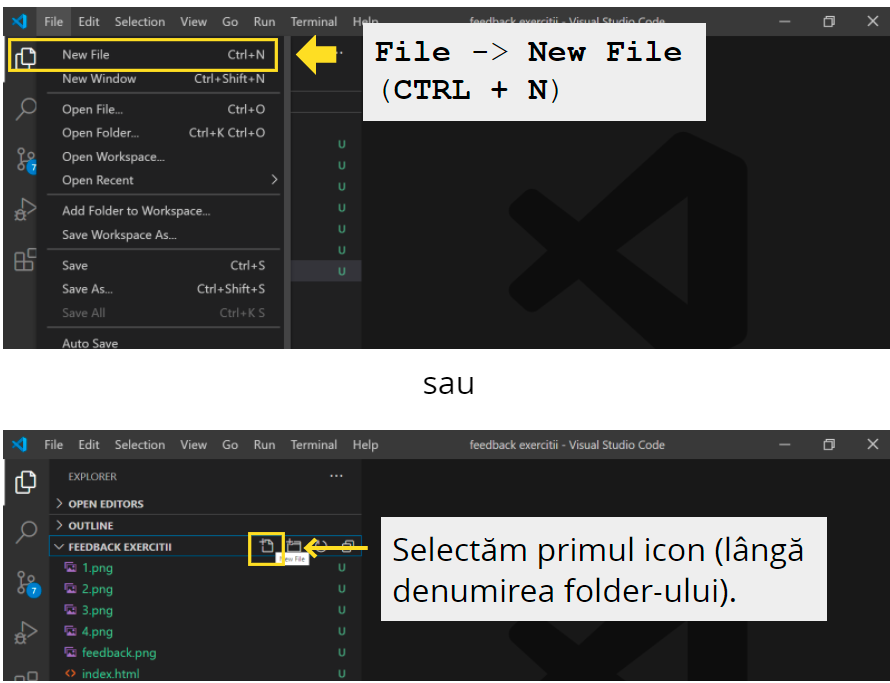 File Edit Selection View Go Run Terminal Help feedback exercitii - Visual Studio Code
New File Ctrl+N
New Window Ctrl+Shift+N
Open File... Ctrl+O
Open Folder... Ctrl+K Ctrl+O
Open Workspace...
Open Recent
Add Folder to Workspace...
Save Workspace As...
Save Ctrl+S
Save As... Ctrl+Shift+S
Save All Ctrl+K S
Auto Save
7
U
U
U
U
U
U
U
File -> New File
(CTRL + N)
sau
File Edit Selection View Go Run Terminal Help feedback exercitii - Visual Studio Code
EXPLORER
OPEN EDITORS
OUTLINE
FEEDBACK EXERCITII
New File
1.png U
2.png U
3.png U
4.png U
feedback.png U
index.html U
7
Selectăm primul icon (lângă
denumirea folder-ului).